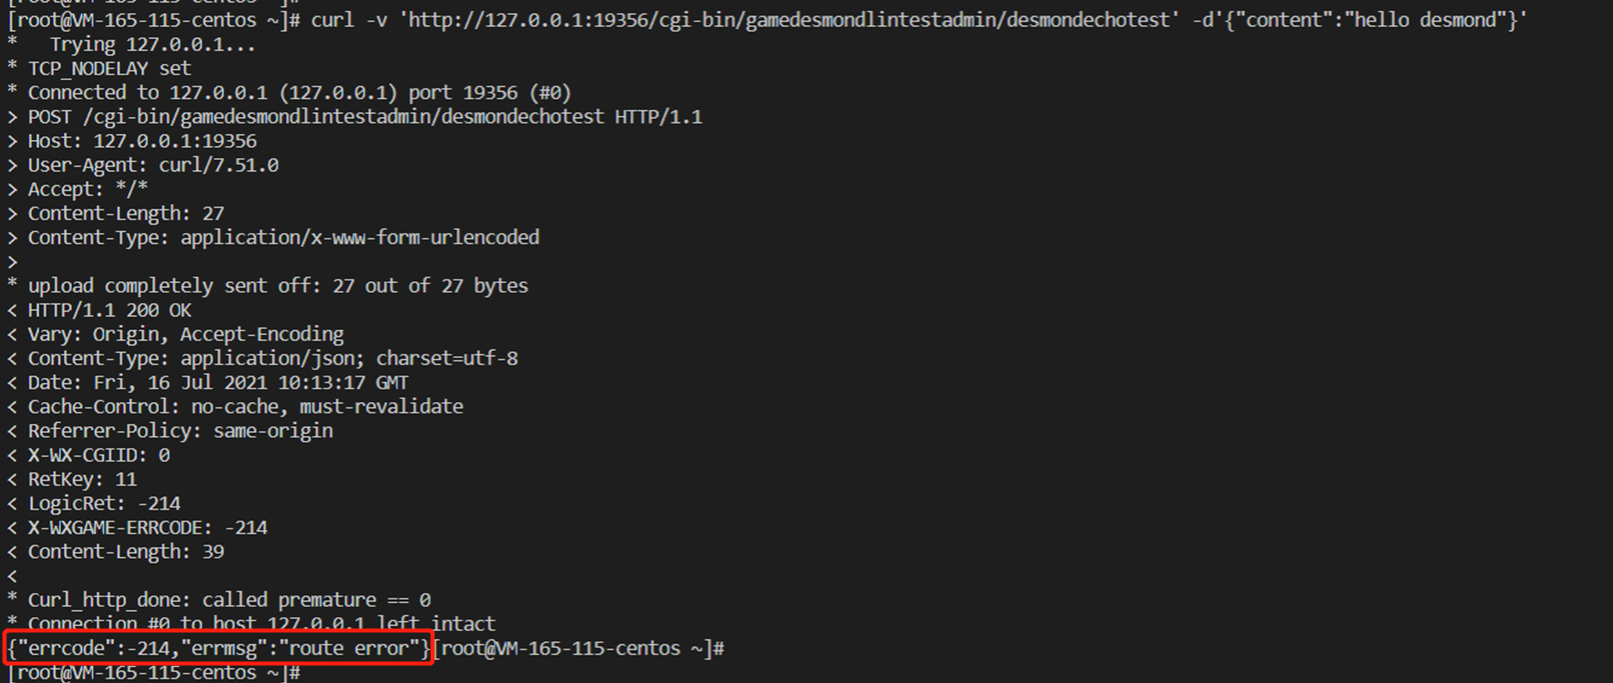 [root@VM-165-115-centos ~]#
[root@VM-165-115-centos ~]# curl -v 'http://127.0.0.1:19356/cgi-bin/gamedesmondlintestadmin/desmondechotest' -d'{"content":"hello desmond"}'
*   Trying 127.0.0.1...
* TCP_NODELAY set
* Connected to 127.0.0.1 (127.0.0.1) port 19356 (#0)
> POST /cgi-bin/gamedesmondlintestadmin/desmondechotest HTTP/1.1
> Host: 127.0.0.1:19356
> User-Agent: curl/7.51.0
> Accept: */*
> Content-Length: 27
> Content-Type: application/x-www-form-urlencoded
>
* upload completely sent off: 27 out of 27 bytes
< HTTP/1.1 200 OK
< Vary: Origin, Accept-Encoding
< Content-Type: application/json; charset=utf-8
< Date: Fri, 16 Jul 2021 10:13:17 GMT
< Cache-Control: no-cache, must-revalidate
< Referrer-Policy: same-origin
< X-WX-CGIID: 0
< RetKey: 11
< LogicRet: -214
< X-WXGAME-ERRCODE: -214
< Content-Length: 39
<
* Curl_http_done: called premature == 0
* Connection #0 to host 127.0.0.1 left intact
{"errcode":-214,"errmsg":"route error"}[root@VM-165-115-centos ~]#
[root@VM-165-115-centos ~]#